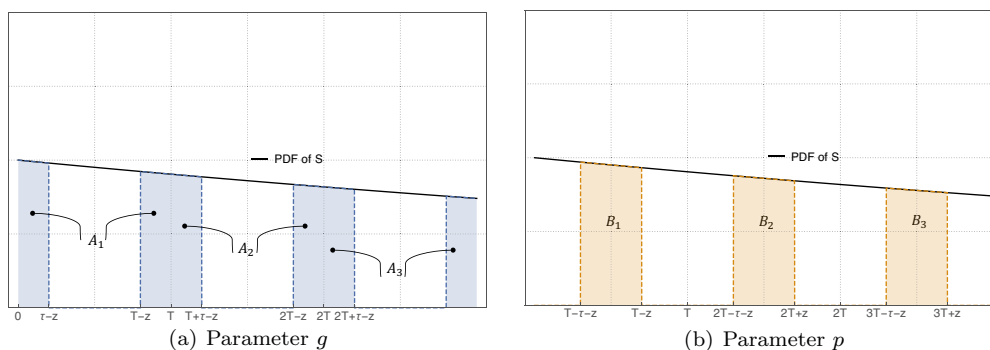 PDF of S
A₁
A₂
A₃
0 τ−z T−z T T+τ−z 2T−z 2T 2T+τ−z
(a) Parameter g
PDF of S
B₁ B₂ B₃
T−τ−z T−z T 2T−τ−z 2T+z 2T 3T−τ−z 3T+z
(b) Parameter p